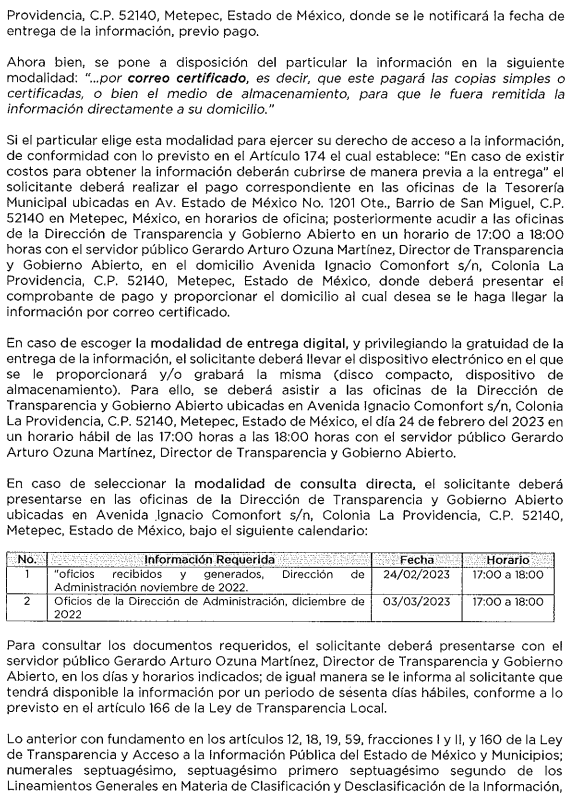 Providencia, C.P. 52140, Metepec, Estado de México, donde se le notificará la fecha de
entrega de la información, previo pago.
Ahora bien, se pone a disposición del particular la información en la siguiente
modalidad: "...por correo certificado, es decir, que este pagará las copias simples o
certificadas, o bien el medio de almacenamiento, para que le fuera remitida la
información directamente a su domicilio."
Si el particular elige esta modalidad para ejercer su derecho de acceso a la información,
de conformidad con lo previsto en el Artículo 174 el cual establece: "En caso de existir
costos para obtener la información deberán cubrirse de manera previa a la entrega" el
solicitante deberá realizar el pago correspondiente en las oficinas de la Tesorería
Municipal ubicadas en Av. Estado de México No. 1201 Ote., Barrio de San Miguel, C.P.
52140 en Metepec, México, en horarios de oficina; posteriormente acudir a las oficinas
de la Dirección de Transparencia y Gobierno Abierto en un horario de 17:00 a 18:00
horas con el servidor público Gerardo Arturo Ozuna Martínez, Director de Transparencia
y Gobierno Abierto, en el domicilio Avenida Ignacio Comonfort s/n, Colonia La
Providencia, C.P. 52140, Metepec, Estado de México, donde deberá presentar el
comprobante de pago y proporcionar el domicilio al cual desea se le haga llegar la
información por correo certificado.
En caso de escoger la modalidad de entrega digital, y privilegiando la gratuidad de la
entrega de la información, el solicitante deberá llevar el dispositivo electrónico en el que
se le proporcionará y/o grabará la misma (disco compacto, dispositivo de
almacenamiento). Para ello, se deberá asistir a las oficinas de la Dirección de
Transparencia y Gobierno Abierto ubicadas en Avenida Ignacio Comonfort s/n, Colonia
La Providencia, C.P. 52140, Metepec, Estado de México, el día 24 de febrero del 2023 en
un horario hábil de las 17:00 horas a las 18:00 horas con el servidor público Gerardo
Arturo Ozuna Martínez, Director de Transparencia y Gobierno Abierto.
En caso de seleccionar la modalidad de consulta directa, el solicitante deberá
presentarse en las oficinas de la Dirección de Transparencia y Gobierno Abierto
ubicadas en Avenida Ignacio Comonfort s/n, Colonia La Providencia, C.P. 52140,
Metepec, Estado de México, bajo el siguiente calendario:
No. Información Requerida Fecha Horario
1 "oficios recibidos y generados, Dirección de 24/02/2023 17:00 a 18:00
Administración noviembre de 2022.
2 Oficios de la Dirección de Administración, diciembre de 03/03/2023 17:00 a 18:00
2022
Para consultar los documentos requeridos, el solicitante deberá presentarse con el
servidor público Gerardo Arturo Ozuna Martínez, Director de Transparencia y Gobierno
Abierto, en los días y horarios indicados; de igual manera se le informa al solicitante que
tendrá disponible la información por un periodo de sesenta días hábiles, conforme a lo
previsto en el artículo 166 de la Ley de Transparencia Local.
Lo anterior con fundamento en los artículos 12, 18, 19, 59, fracciones I y II, y 160 de la Ley
de Transparencia y Acceso a la Información Pública del Estado de México y Municipios;
numerales septuagésimo, septuagésimo primero septuagésimo segundo de los
Lineamientos Generales en Materia de Clasificación y Desclasificación de la Información,